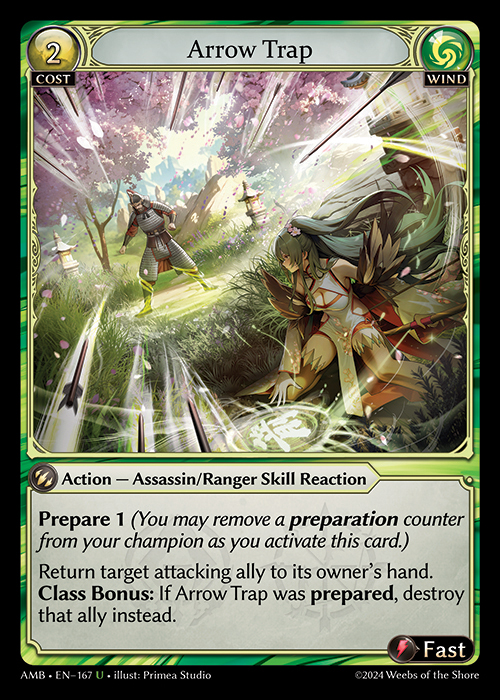 2
Arrow Trap
COST
WIND
Action — Assassin/Ranger Skill Reaction
Prepare 1 (You may remove a preparation counter
from your champion as you activate this card.)
Return target attacking ally to its owner's hand.
Class Bonus: If Arrow Trap was prepared, destroy
that ally instead.
Fast
AMB • EN–167 U • illust: Primea Studio
©2024 Weebs of the Shore